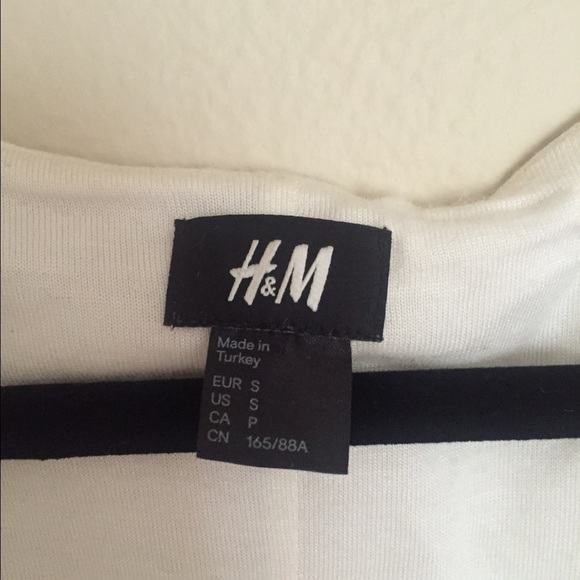 H&M
Made in
Turkey
EUR S
US S
CA P
CN 165/88A